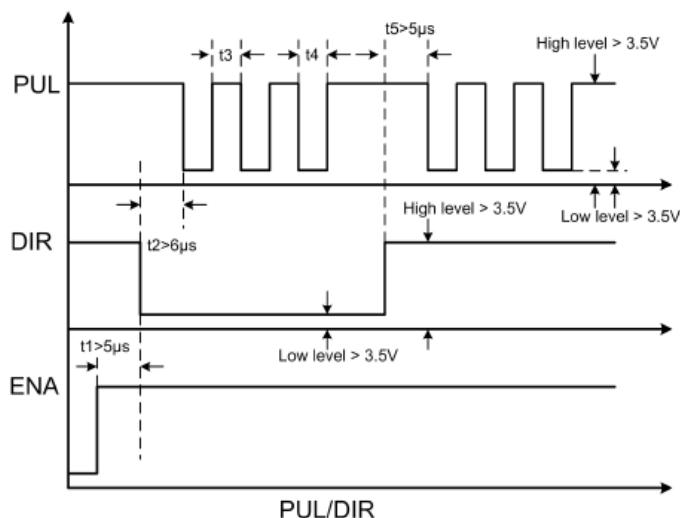 t5>5µs
High level > 3.5V
t3
t4
PUL
Low level > 3.5V
High level > 3.5V
DIR
t2>6µs
t1>5µs
Low level > 3.5V
ENA
PUL/DIR